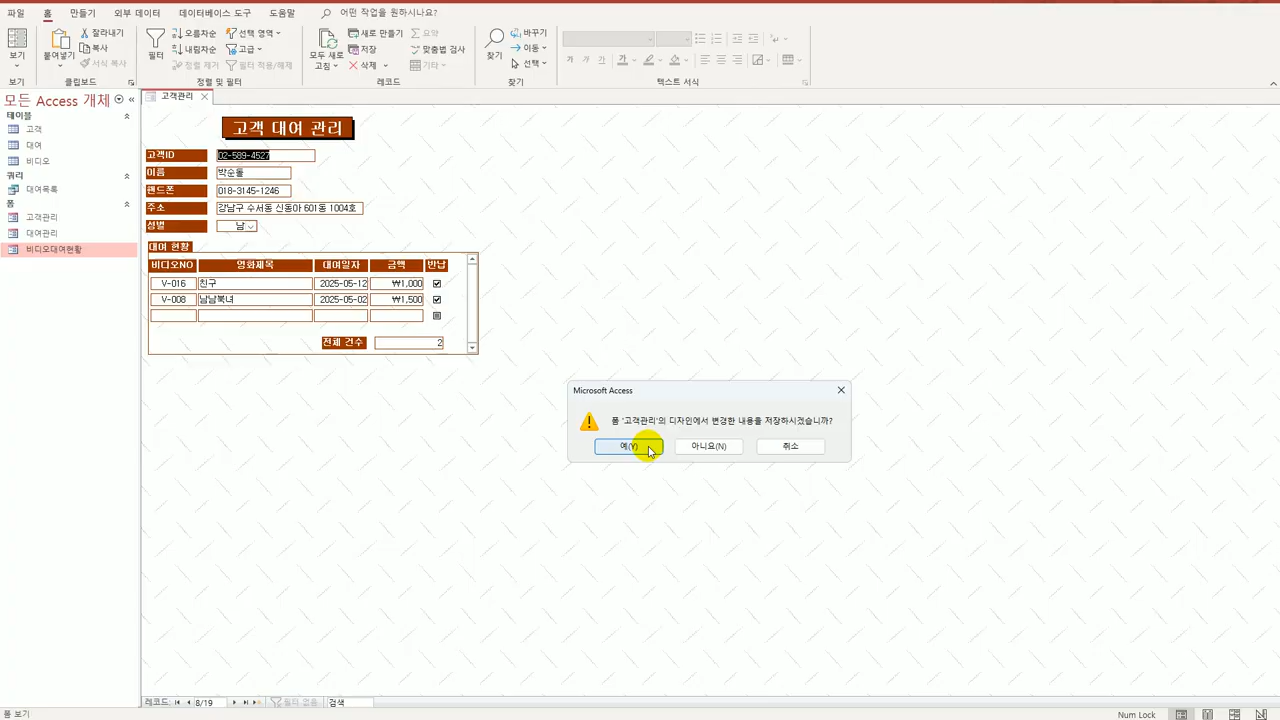 파일 홈 만들기 외부 데이터 데이터베이스 도구 도움말 어떤 작업을 원하시나요?
보기
붙여넣기
잘라내기
복사
서식 복사
클립보드
필터
오름차순
내림차순
정렬 제거
선택 영역
고급
필터 적용/해제
정렬 및 필터
모두 새로 고침
새로 만들기
저장
삭제
요약
맞춤법 검사
기타
레코드
찾기
바꾸기
이동
선택
찾기
가 가 가
텍스트 서식
모든 Access 개체
테이블
고객
대여
비디오
쿼리
대여목록
폼
고객관리
대여관리
비디오대여현황
고객관리
고객 대여 관리
고객ID 02-589-4527
이름 박순돌
핸드폰 018-3145-1246
주소 강남구 수서동 신동아 601동 1004호
성별 남
대여 현황
비디오NO 영화제목 대여일자 금액 반납
V-016 친구 2025-05-12 ₩1,000
V-008 남남북녀 2025-05-02 ₩1,500
전체 건수 2
Microsoft Access
폼 '고객관리'의 디자인에서 변경한 내용을 저장하시겠습니까?
예(Y) 아니요(N) 취소
레코드: 8/19 필터 없음 검색
폼 보기 Num Lock